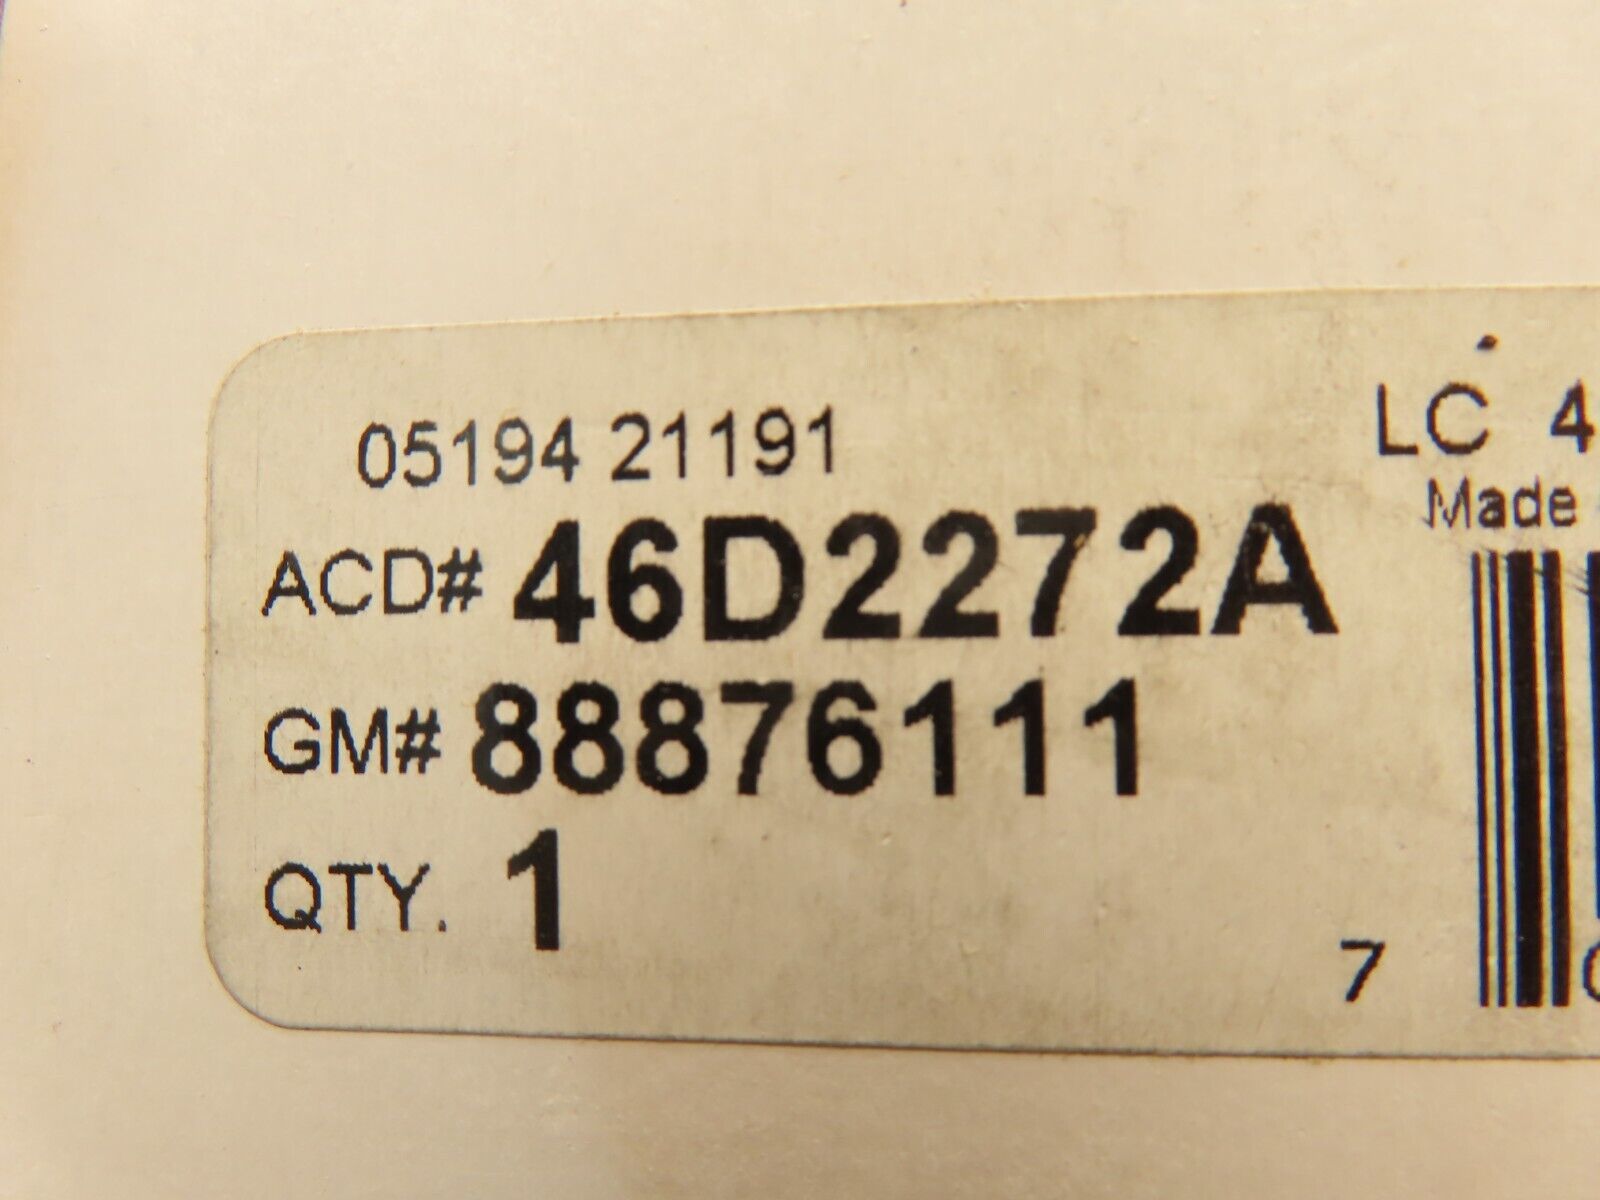 05194 21191
LC 4
Made
ACD# 46D2272A
GM# 88876111
QTY. 1
7